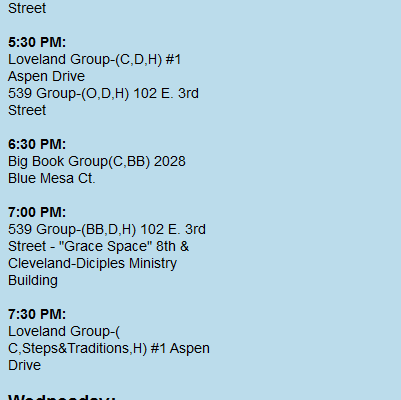 Street
5:30 PM:
Loveland Group-(C,D,H) #1
Aspen Drive
539 Group-(O,D,H) 102 E. 3rd
Street
6:30 PM:
Big Book Group(C,BB) 2028
Blue Mesa Ct.
7:00 PM:
539 Group-(BB,D,H) 102 E. 3rd
Street - "Grace Space" 8th &
Cleveland-Diciples Ministry
Building
7:30 PM:
Loveland Group-(
C,Steps&Traditions,H) #1 Aspen
Drive
Wednesday: